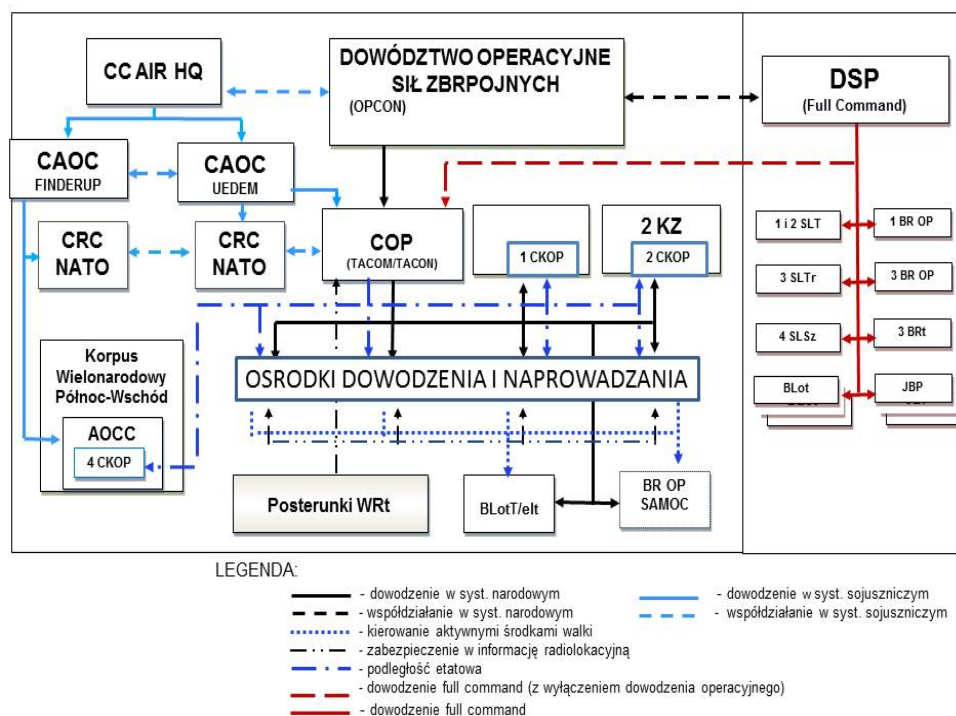 CC AIR HQ
DOWÓDZTWO OPERACYJNE
SIŁ ZBRPOJNYCH
(OPCON)
DSP
(Full Command)
CAOC
FINDERUP
CAOC
UEDEM
CRC
NATO
CRC
NATO
COP
(TACOM/TACON)
1 CKOP
2 KZ
2 CKOP
1 i 2 SLT
1 BR OP
3 SLTr
3 BR OP
4 SLSz
3 BRt
BLot
JBP
Korpus
Wielonarodowy
Północ-Wschód
AOCC
4 CKOP
OSRODKI DOWODZENIA I NAPROWADZANIA
Posterunki WRt
BLotT/elt
BR OP
SAMOC
LEGENDA:
- dowodzenie w syst. narodowym
- współdziałanie w syst. narodowym
- kierowanie aktywnymi środkami walki
- zabezpieczenie w informację radiolokacyjną
- podległość etatowa
- dowodzenie full command (z wyłączeniem dowodzenia operacyjnego)
- dowodzenie full command
- dowodzenie w syst. sojuszniczym
- współdziałanie w syst. sojuszniczym